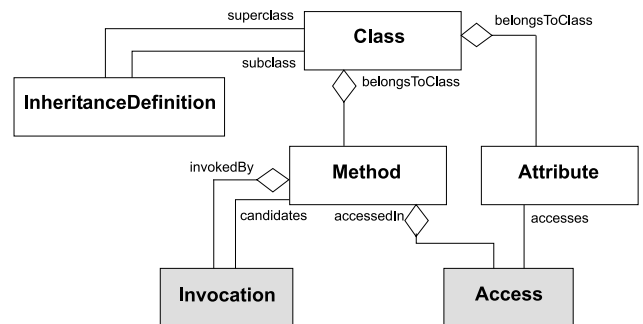 superclass
Class
belongsToClass
subclass
belongsToClass
InheritanceDefinition
invokedBy
Method
Attribute
candidates
accessedIn
accesses
Invocation
Access